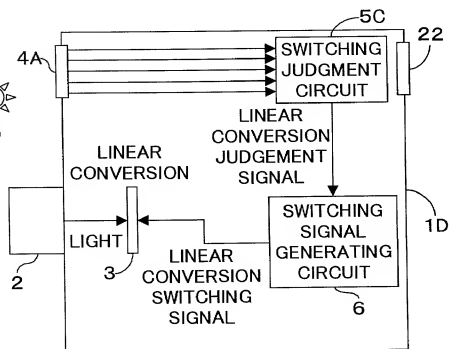 5C
22
4A
SWITCHING
JUDGMENT
CIRCUIT
LINEAR
CONVERSION
JUDGEMENT
SIGNAL
LINEAR
CONVERSION
1D
SWITCHING
SIGNAL
GENERATING
CIRCUIT
LIGHT
2
3
LINEAR
CONVERSION
SWITCHING
SIGNAL
6